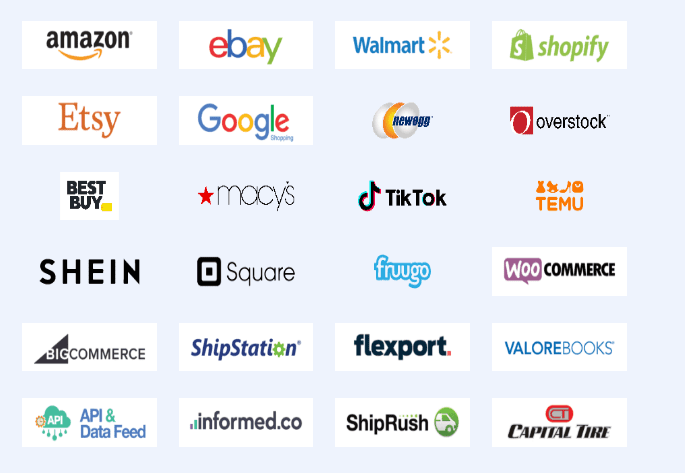 amazon
ebay
Walmart
shopify
Etsy
Google
Shopping
newegg
overstock
BEST
BUY
macy's
TikTok
TEMU
SHEIN
Square
fruugo
WOO COMMERCE
BIGCOMMERCE
ShipStation®
flexport.
VALOREBOOKS
API
API &
Data Feed
informed.co
ShipRush
CT
CAPITAL TIRE